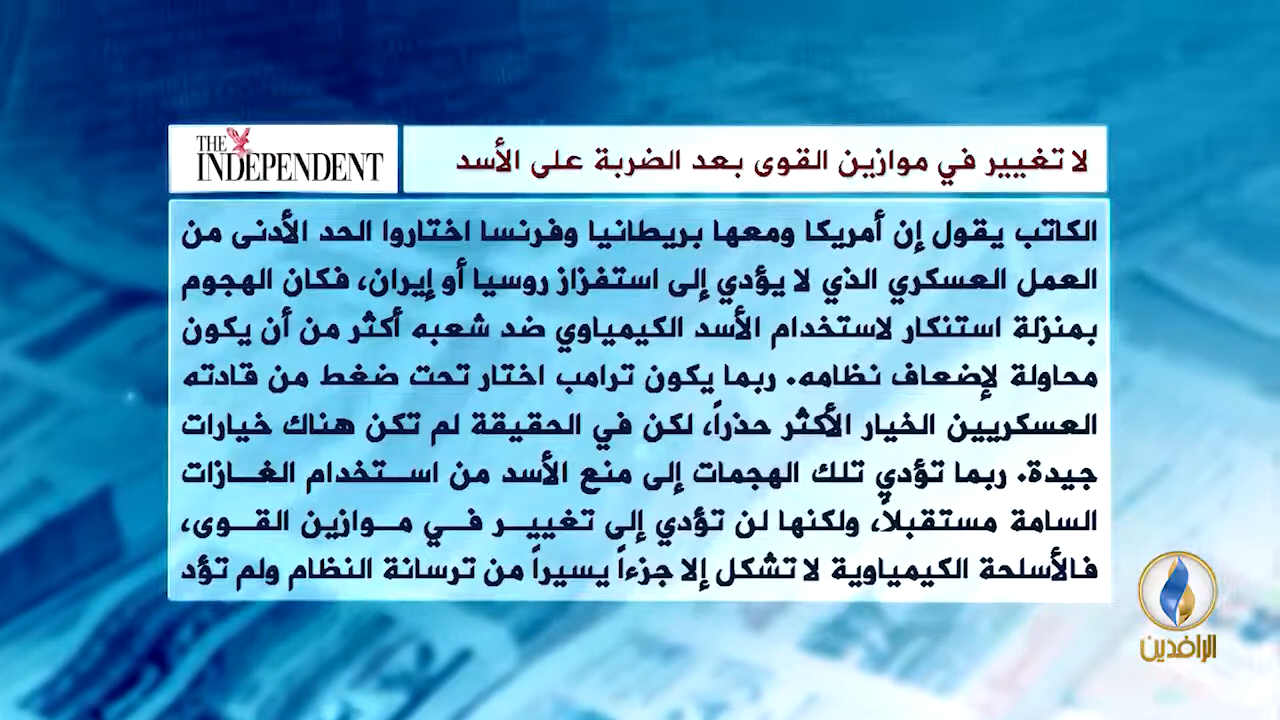 THE
INDEPENDENT
لا تغيير في موازين القوى بعد الضربة على الأسد
الكاتب يقول إن أمريكا ومعها بريطانيا وفرنسا اختاروا الحد الأدنى من
العمل العسكري الذي لا يؤدي إلى استفزاز روسيا أو إيران، فكان الهجوم
بمنزلة استنكار لاستخدام الأسد الكيمياوي ضد شعبه أكثر من أن يكون
محاولة لإضعاف نظامه. ربما يكون ترامب اختار تحت ضغط من قادته
العسكريين الخيار الأكثر حذراً، لكن في الحقيقة لم تكن هناك خيارات
جيدة. ربما تؤدي تلك الهجمات إلى منع الأسد من استخدام الغازات
السامة مستقبلاً، ولكنها لن تؤدي إلى تغيير في موازين القوى،
فالأسلحة الكيمياوية لا تشكل إلا جزءاً يسيراً من ترسانة النظام ولم تؤد
الرافدين